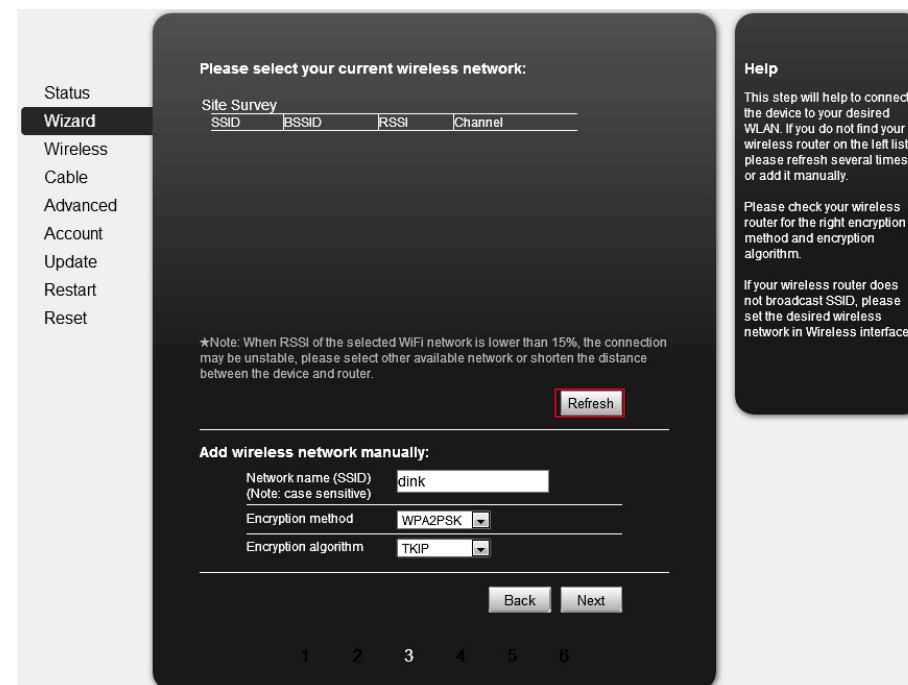 Status
Wizard
Wireless
Cable
Advanced
Account
Update
Restart
Reset
Please select your current wireless network:
Site Survey
SSID BSSID RSSI Channel
★Note: When RSSI of the selected WiFi network is lower than 15%, the connection
may be unstable, please select other available network or shorten the distance
between the device and router.
Refresh
Add wireless network manually:
Network name (SSID) dink
(Note: case sensitive)
Encryption method WPA2PSK
Encryption algorithm TKIP
Back Next
1 2 3 4 5 6
Help
This step will help to connect
the device to your desired
WLAN. If you do not find your
wireless router on the left list
please refresh several times
or add it manually.
Please check your wireless
router for the right encryption
method and encryption
algorithm.
If your wireless router does
not broadcast SSID, please
set the desired wireless
network in Wireless interface